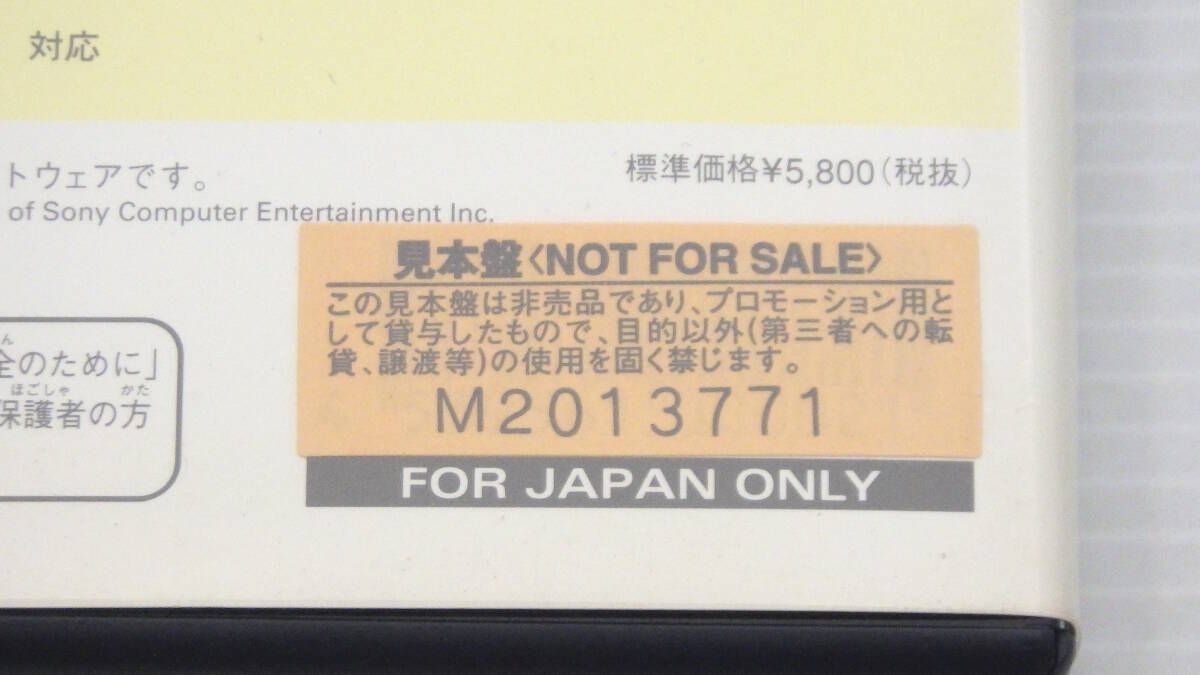 対応
トウェアです。
標準価格¥5,800(税抜)
of Sony Computer Entertainment Inc.
見本盤〈NOT FOR SALE〉
この見本盤は非売品であり、プロモーション用と
して貸与したもので、目的以外(第三者への転
貸、譲渡等)の使用を固く禁じます。
M2013771
全のために」
ほごしゃ かた
保護者の方
FOR JAPAN ONLY